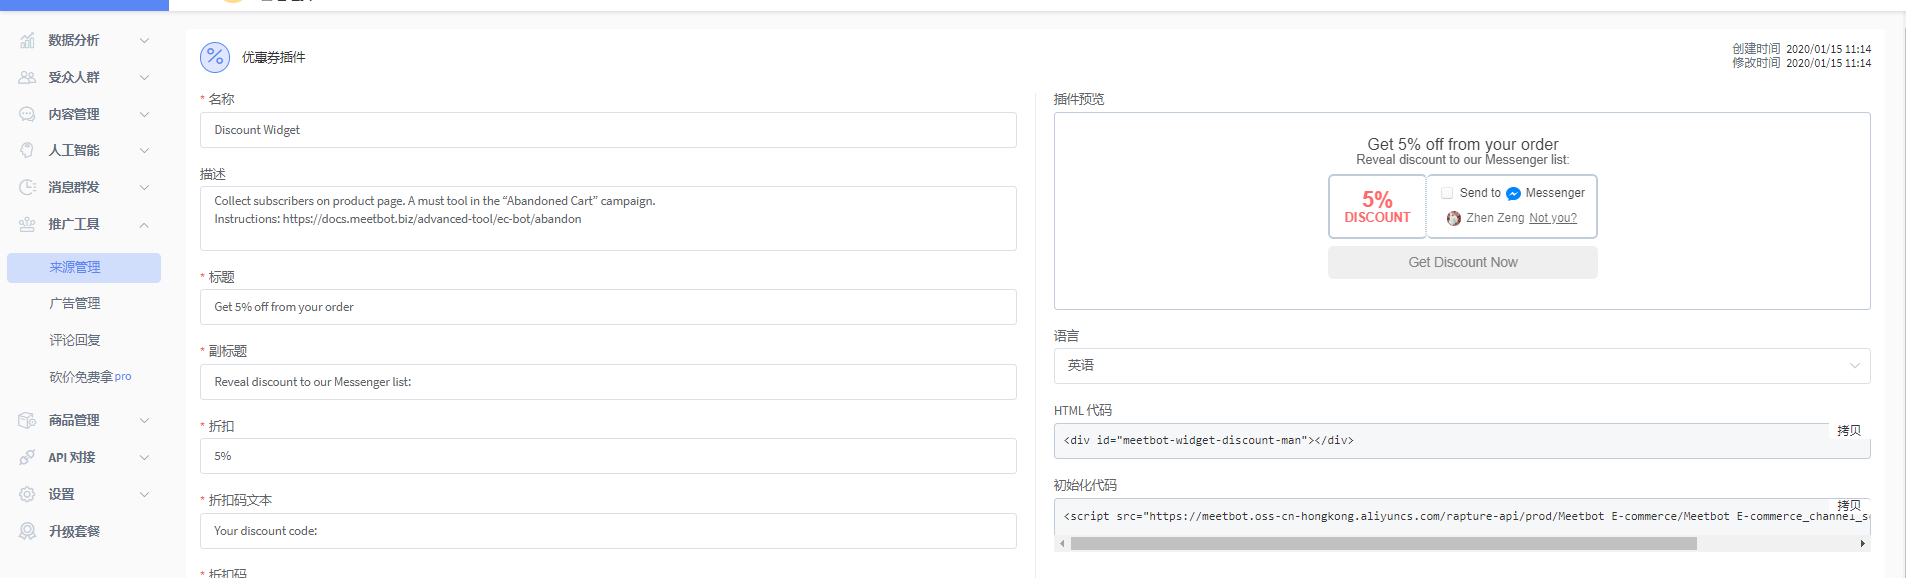 数据分析
受众人群
内容管理
人工智能
消息群发
推广工具
来源管理
广告管理
评论回复
砍价免费拿pro
商品管理
API 对接
设置
升级套餐
优惠券插件
创建时间 2020/01/15 11:14
修改时间 2020/01/15 11:14
* 名称
Discount Widget
描述
Collect subscribers on product page. A must tool in the “Abandoned Cart” campaign.
Instructions: https://docs.meetbot.biz/advanced-tool/ec-bot/abandon
* 标题
Get 5% off from your order
* 副标题
Reveal discount to our Messenger list:
* 折扣
5%
* 折扣码文本
Your discount code:
* 折扣码
插件预览
Get 5% off from your order
Reveal discount to our Messenger list:
5%
DISCOUNT
Send to Messenger
Zhen Zeng Not you?
Get Discount Now
语言
英语
HTML 代码
拷贝
<div id="meetbot-widget-discount-man"></div>
初始化代码
拷贝
<script src="https://meetbot.oss-cn-hongkong.aliyuncs.com/rapture-api/prod/Meetbot E-commerce/Meetbot E-commerce_channel_s